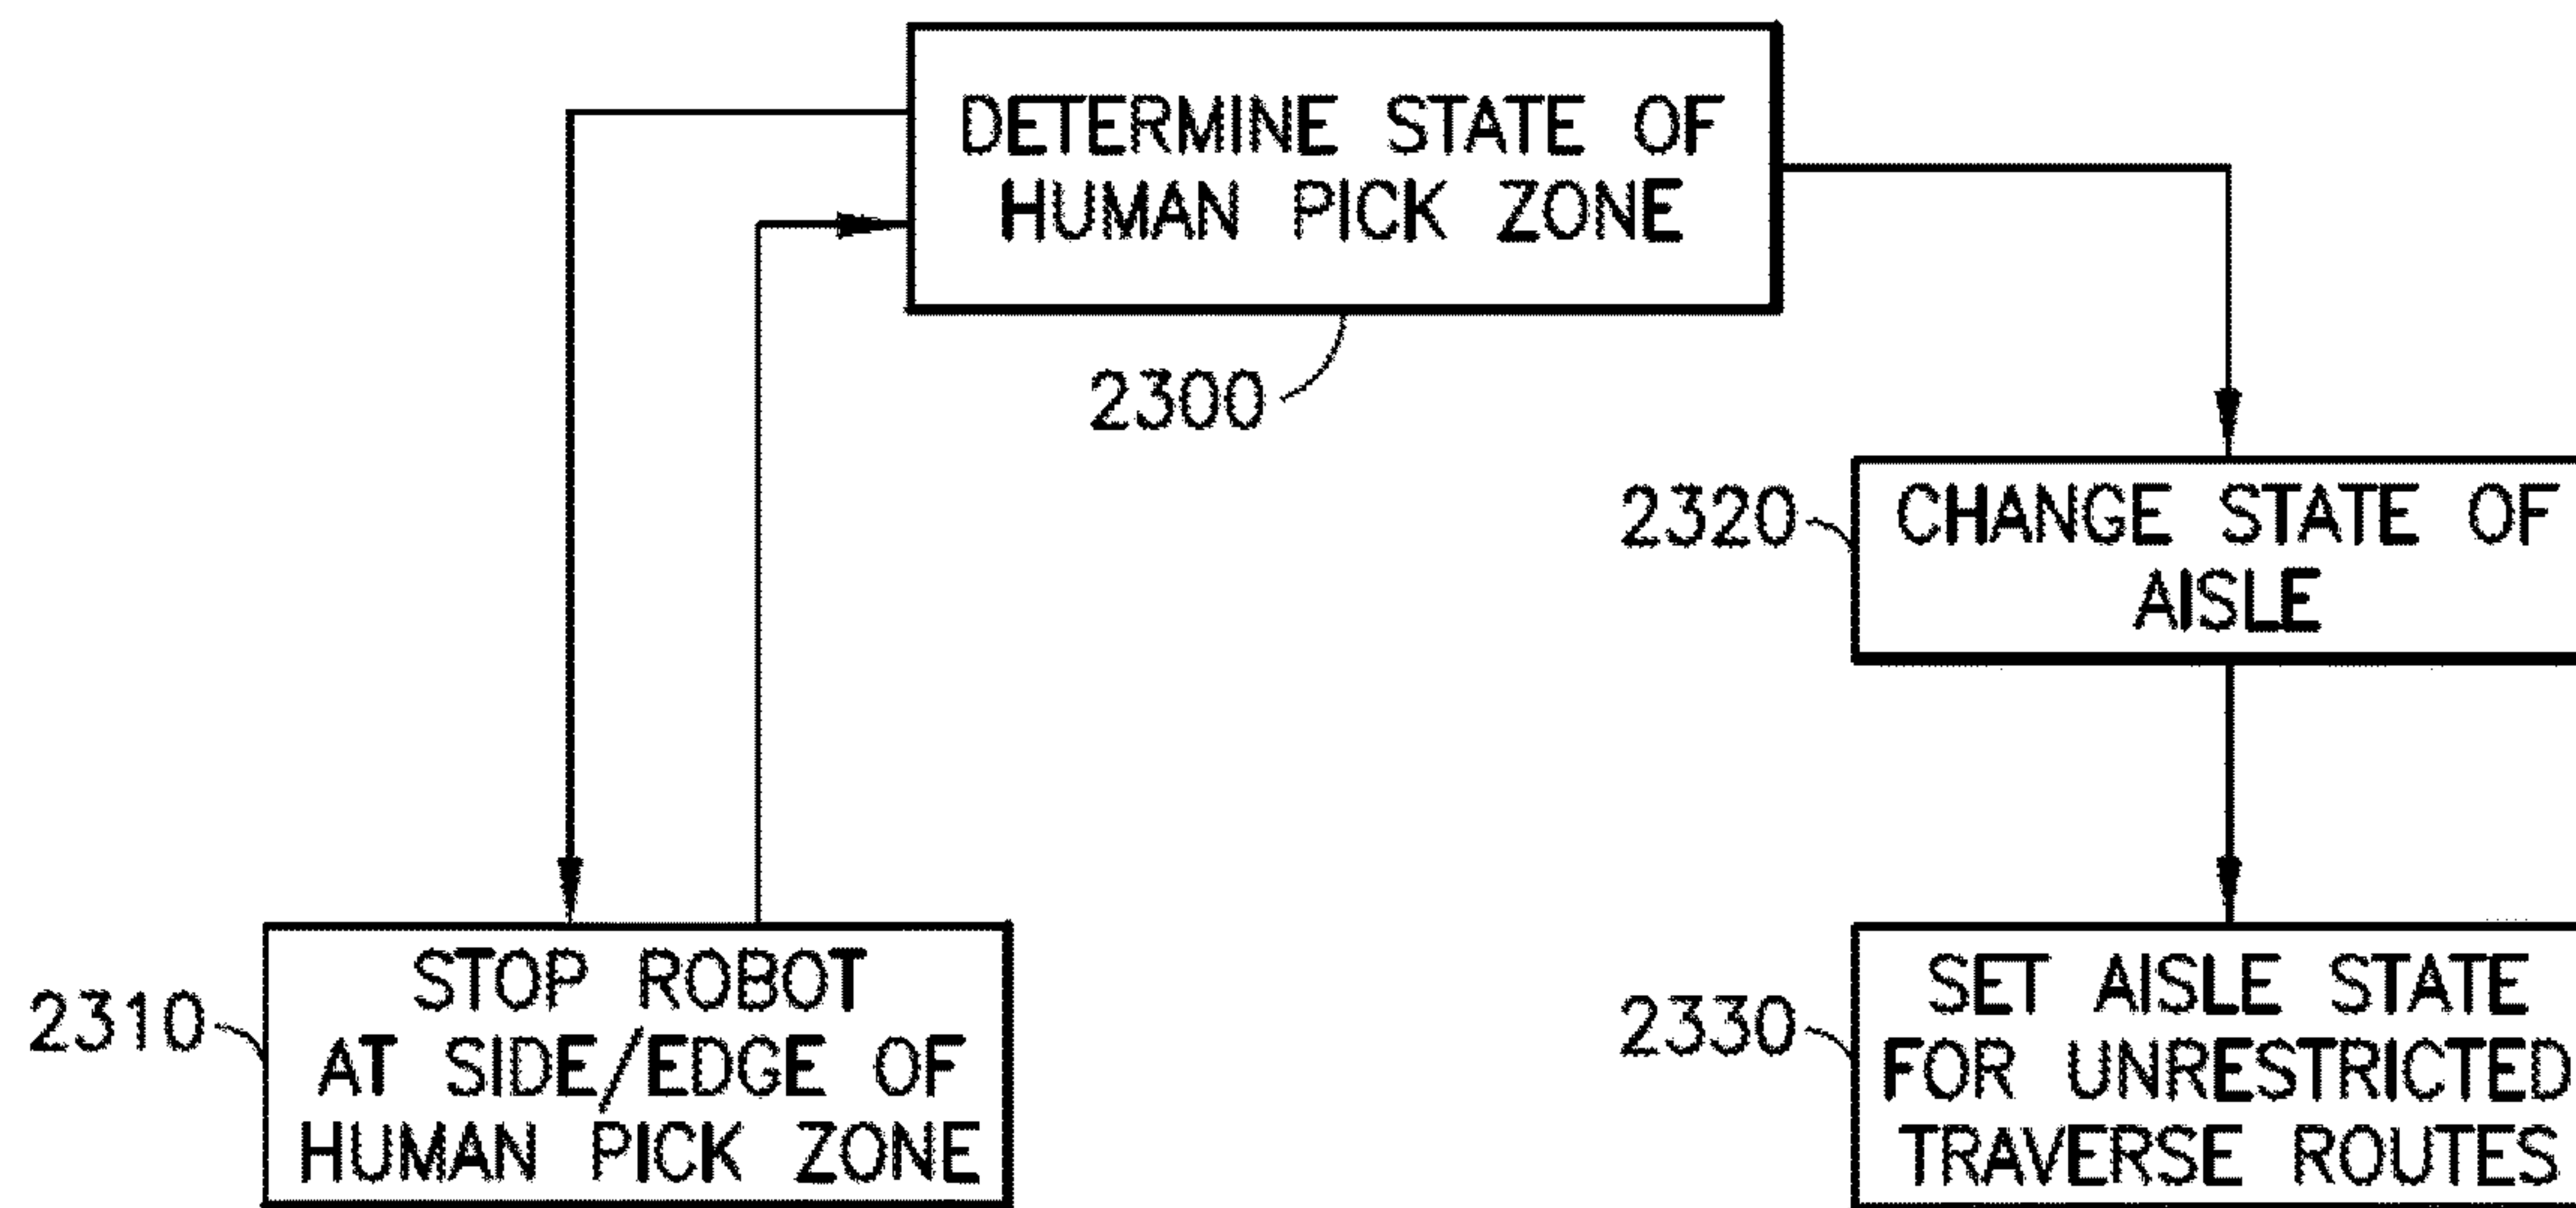 DETERMINE STATE OF
HUMAN PICK ZONE
2300
2320
CHANGE STATE OF
AISLE
2310
STOP ROBOT
AT SIDE/EDGE OF
HUMAN PICK ZONE
2330
SET AISLE STATE
FOR UNRESTRICTED
TRAVERSE ROUTES